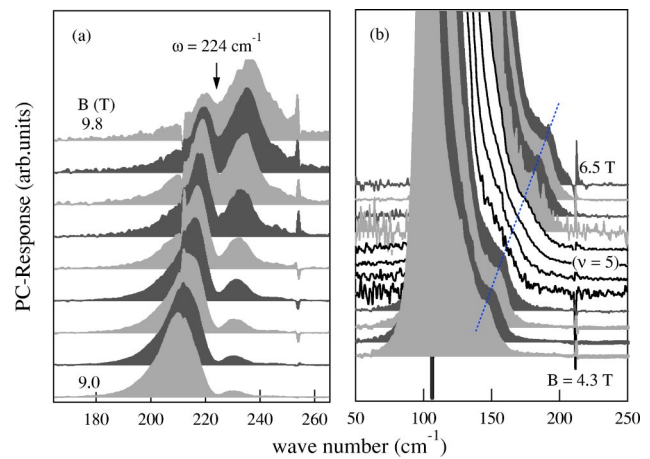 (a)
ω = 224 cm-1
B (T)
9.8
9.0
PC-Response (arb.units)
180 200 220 240 260
(b)
6.5 T
(ν = 5)
B = 4.3 T
50 100 150 200 250
wave number (cm-1)